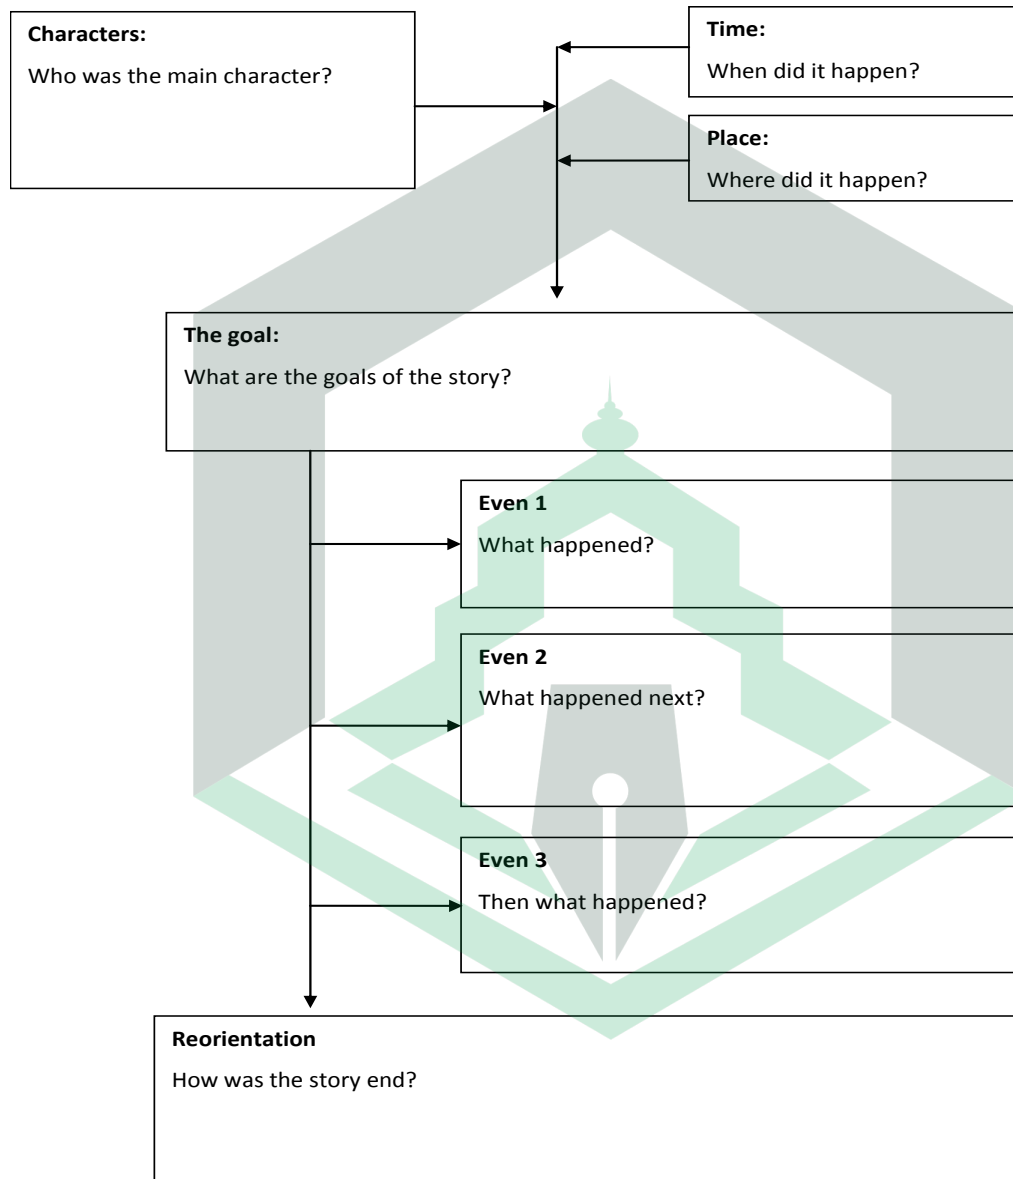 Characters:
Who was the main character?
Time:
When did it happen?
Place:
Where did it happen?
The goal:
What are the goals of the story?
Even 1
What happened?
Even 2
What happened next?
Even 3
Then what happened?
Reorientation
How was the story end?